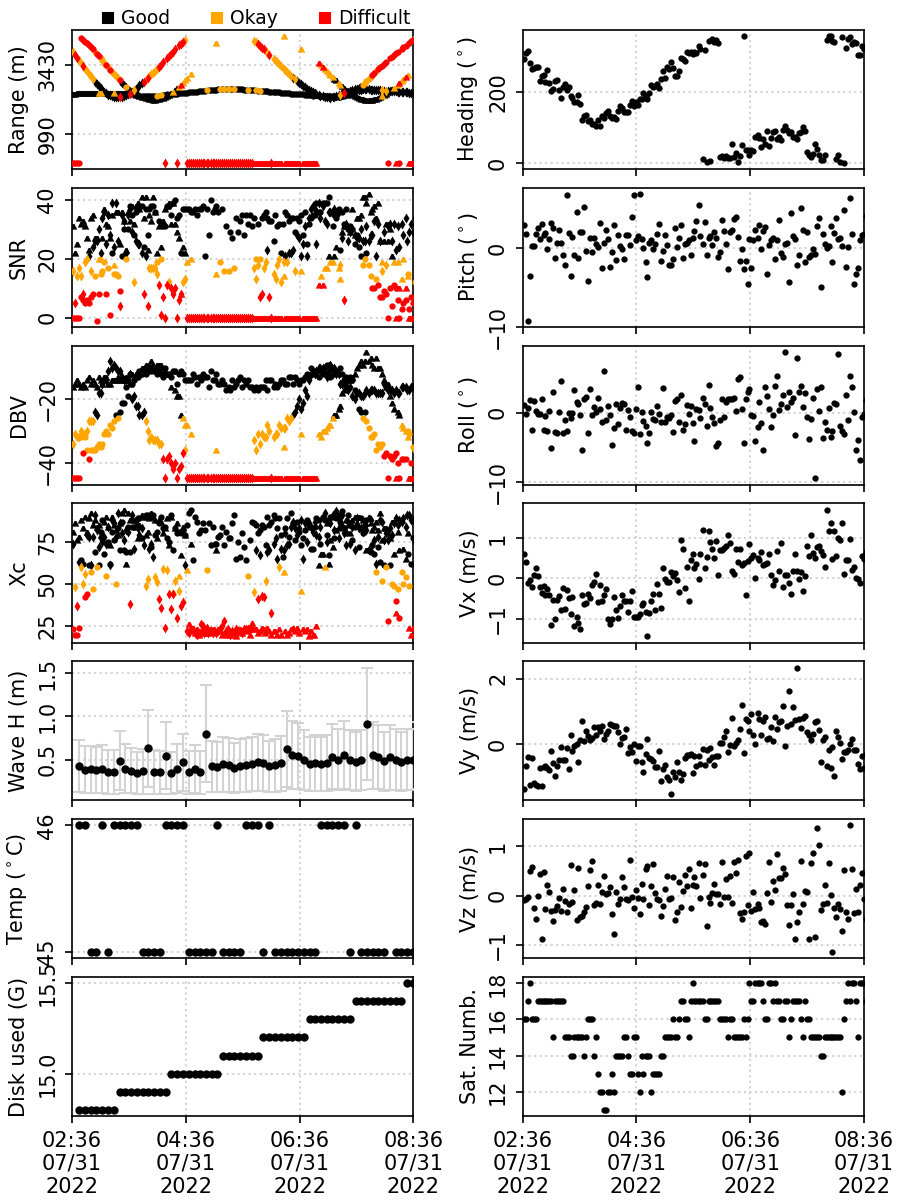 Good Okay Difficult
Range (m)
3430
990
Heading ( ° )
200
0
SNR
40
20
0
Pitch ( ° )
0
−10
DBV
−20
−40
Roll ( ° )
0
−10
Xc
75
50
25
Vx (m/s)
1
0
−1
Wave H (m)
1.5
1.0
0.5
Vy (m/s)
2
0
Temp ( ° C)
46
45
Vz (m/s)
1
0
−1
Disk used (G)
15.5
15.0
Sat. Numb.
18
16
14
12
02:36 04:36 06:36 08:36 02:36 04:36 06:36 08:36
07/31 07/31 07/31 07/31 07/31 07/31 07/31 07/31
2022 2022 2022 2022 2022 2022 2022 2022